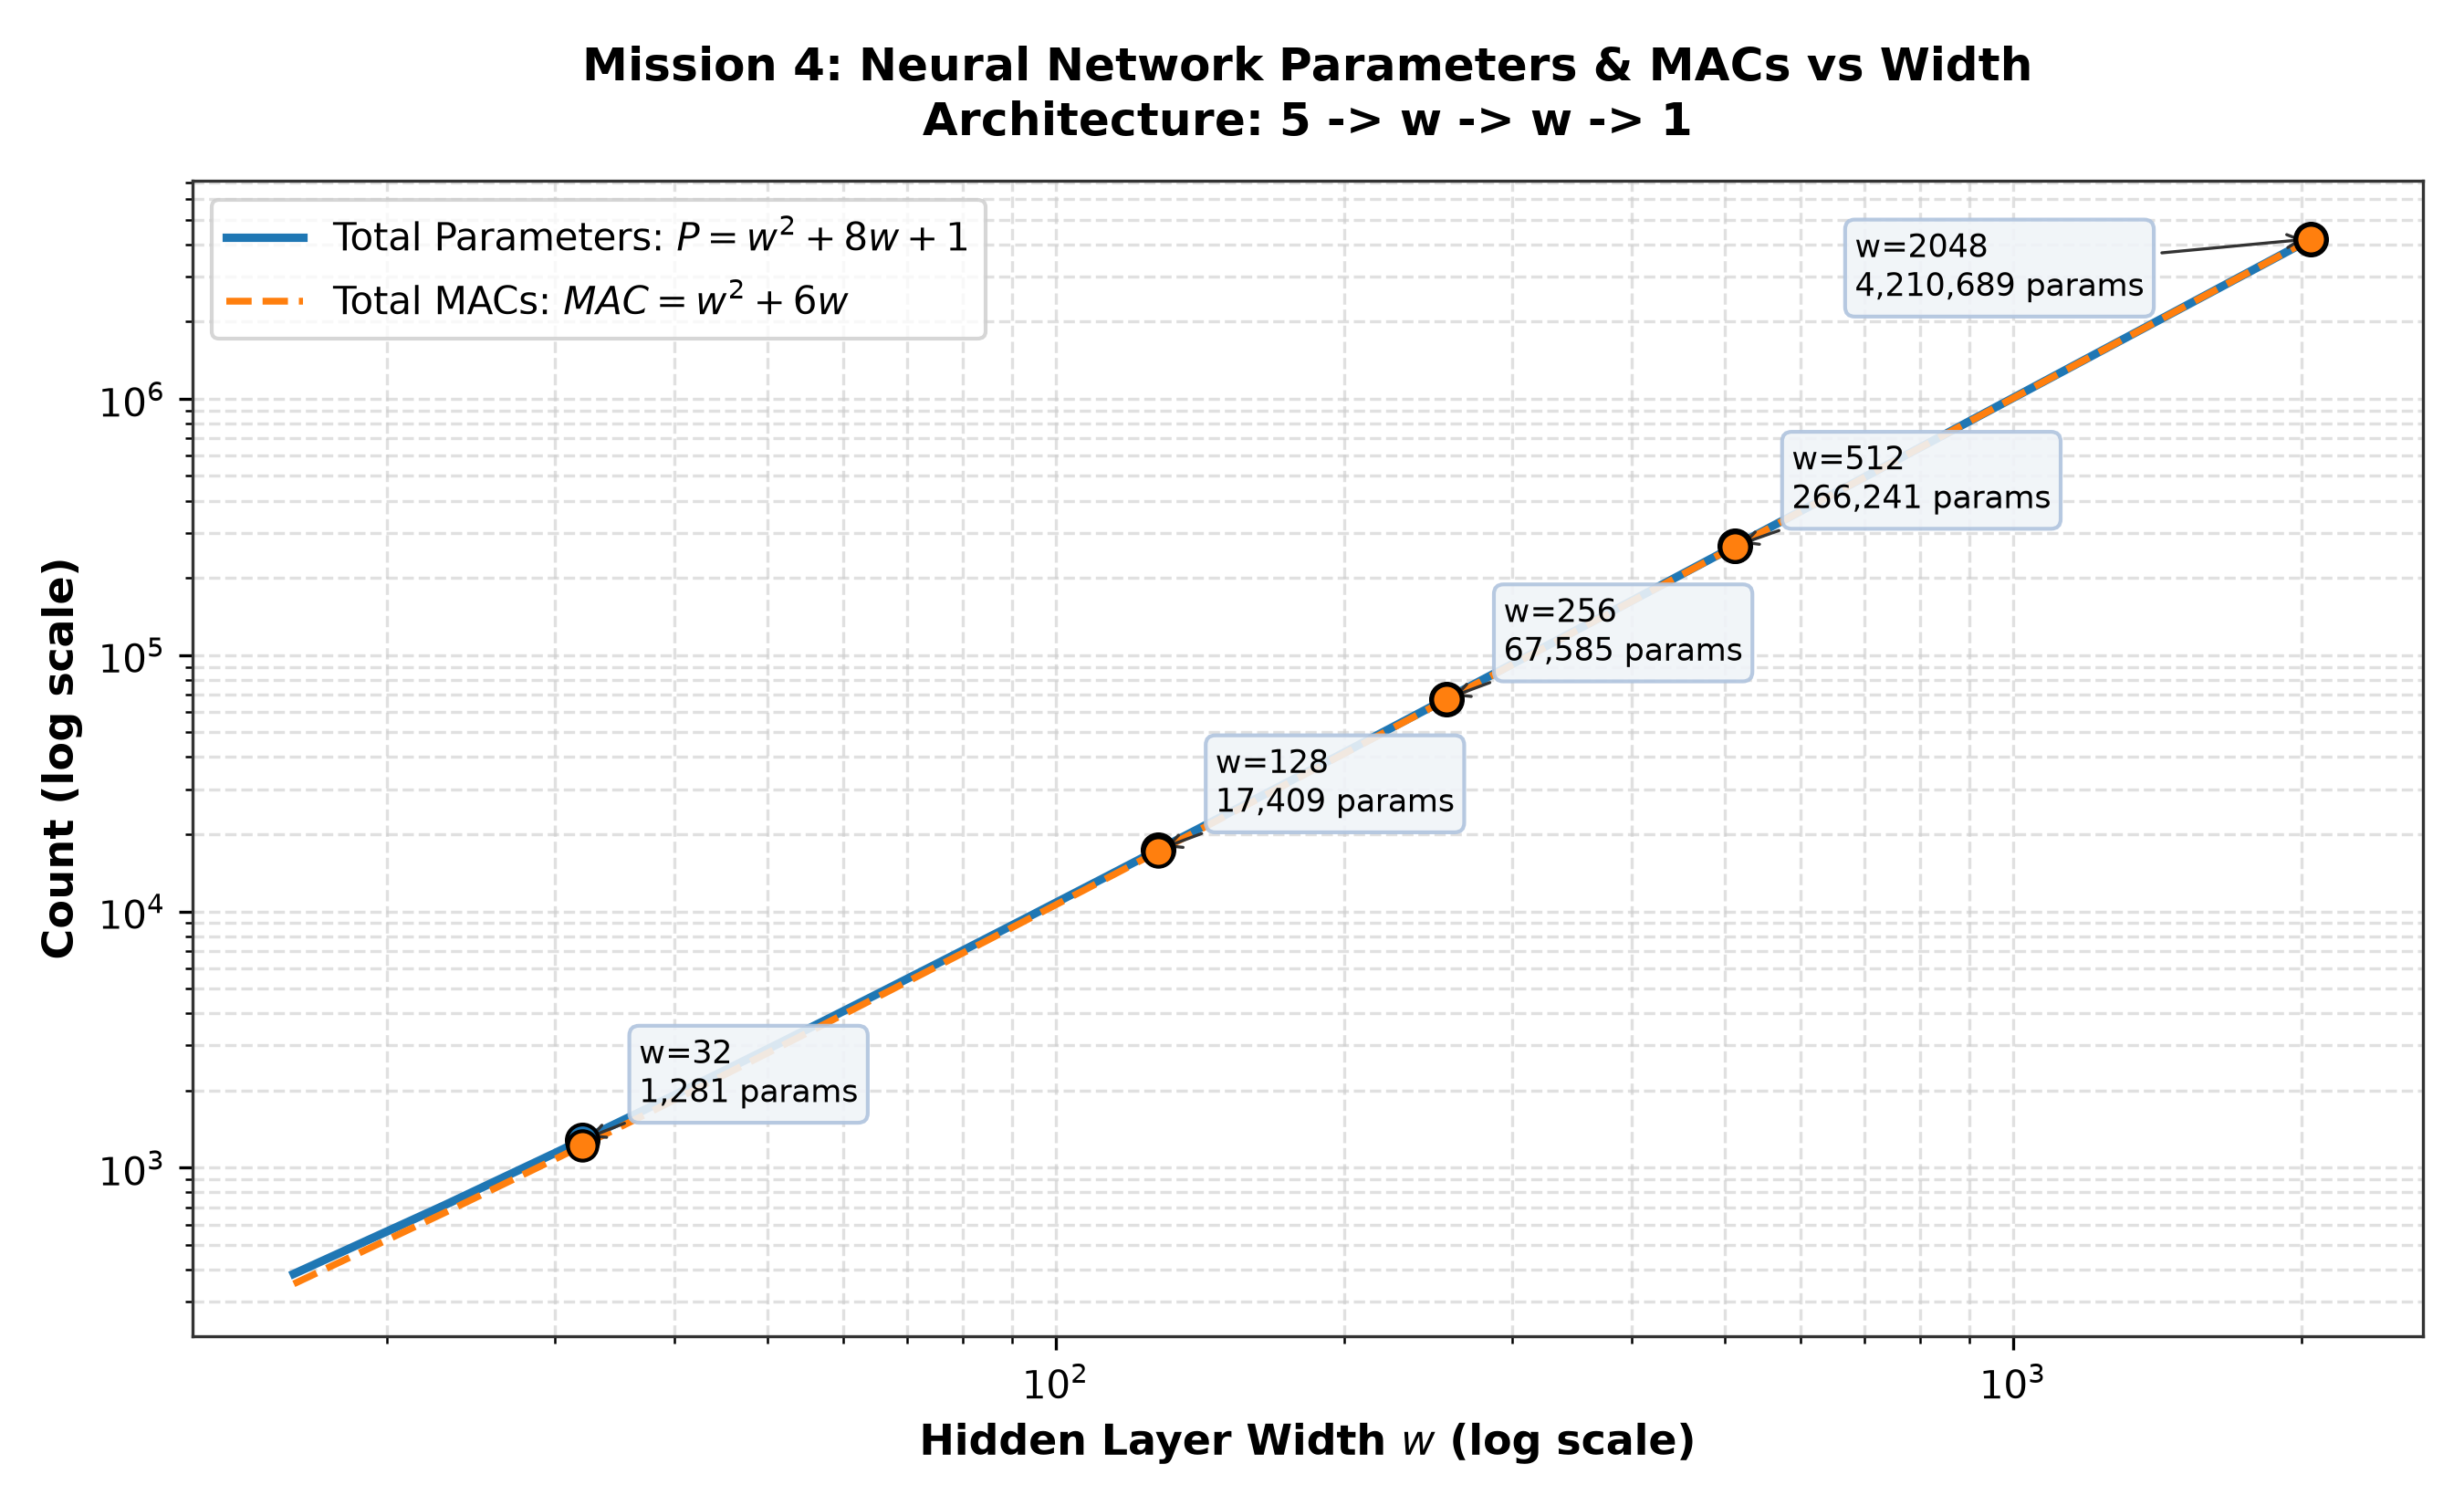 Mission 4: Neural Network Parameters & MACs vs Width
Architecture: 5 -> w -> w -> 1
Total Parameters: P = w² + 8w + 1
Total MACs: MAC = w² + 6w
w=2048
4,210,689 params
w=512
266,241 params
w=256
67,585 params
w=128
17,409 params
w=32
1,281 params
Count (log scale)
10⁶
10⁵
10⁴
10³
10²
10³
Hidden Layer Width w (log scale)